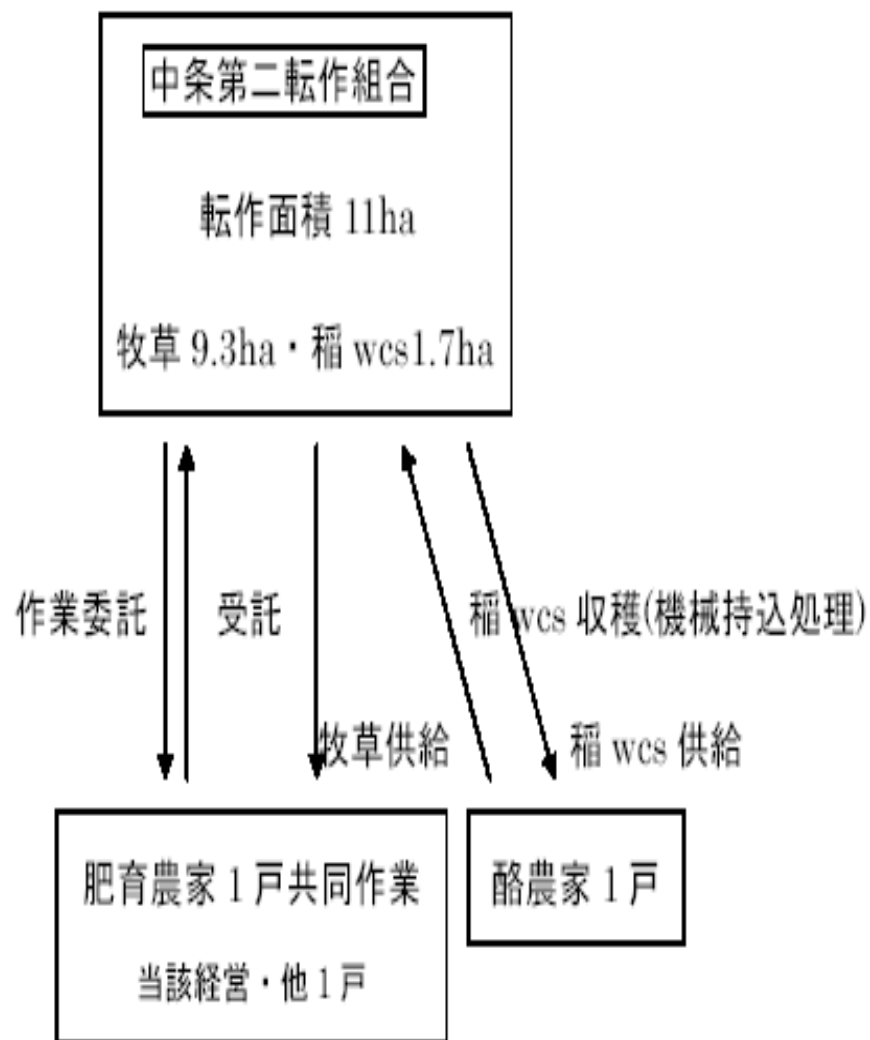 中条第二転作組合
転作面積 11ha
牧草 9.3ha・稲 wcs1.7ha
作業委託
受託
稲 wcs 収穫(機械持込処理)
牧草供給
稲 wcs 供給
肥育農家 1 戸共同作業
当該経営・他 1 戸
酪農家 1 戸